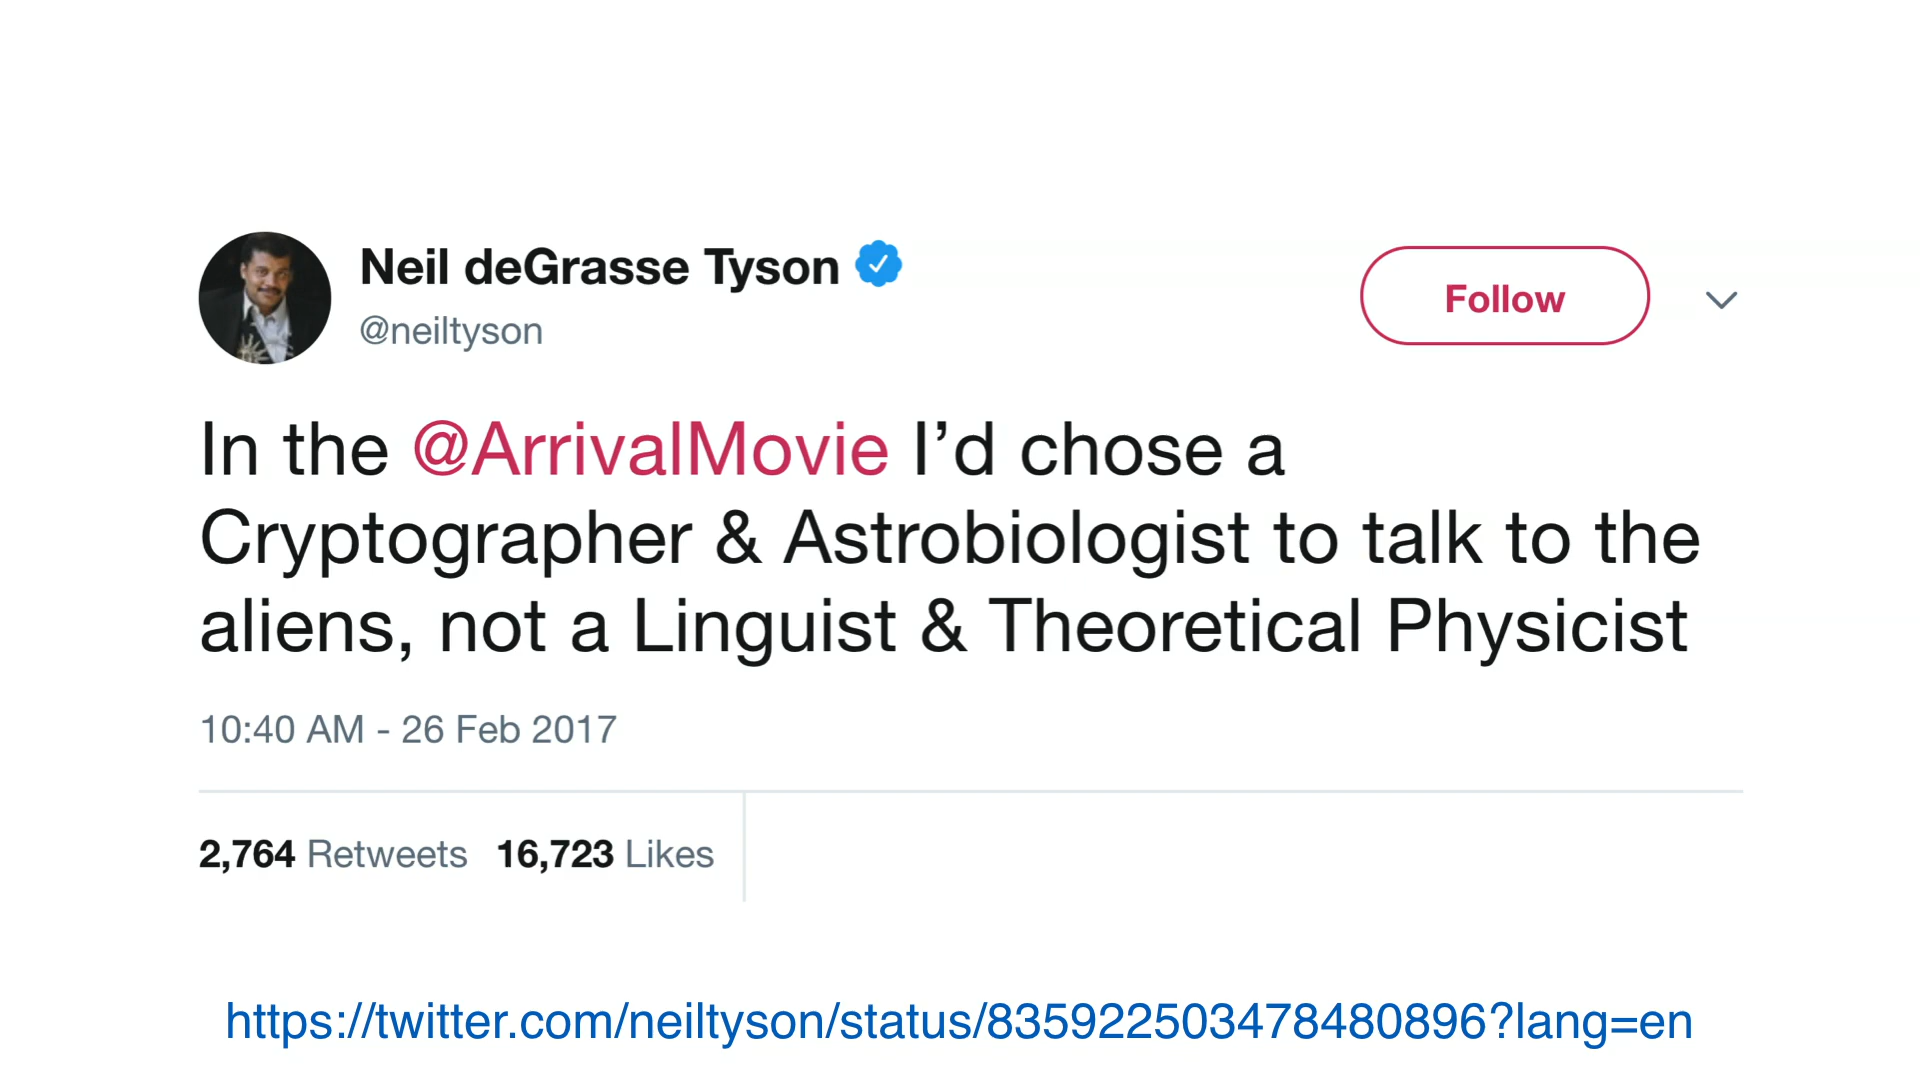 Neil deGrasse Tyson
@neiltyson
Follow
In the @ArrivalMovie I’d chose a
Cryptographer & Astrobiologist to talk to the
aliens, not a Linguist & Theoretical Physicist
10:40 AM - 26 Feb 2017
2,764 Retweets 16,723 Likes
https://twitter.com/neiltyson/status/835922503478480896?lang=en